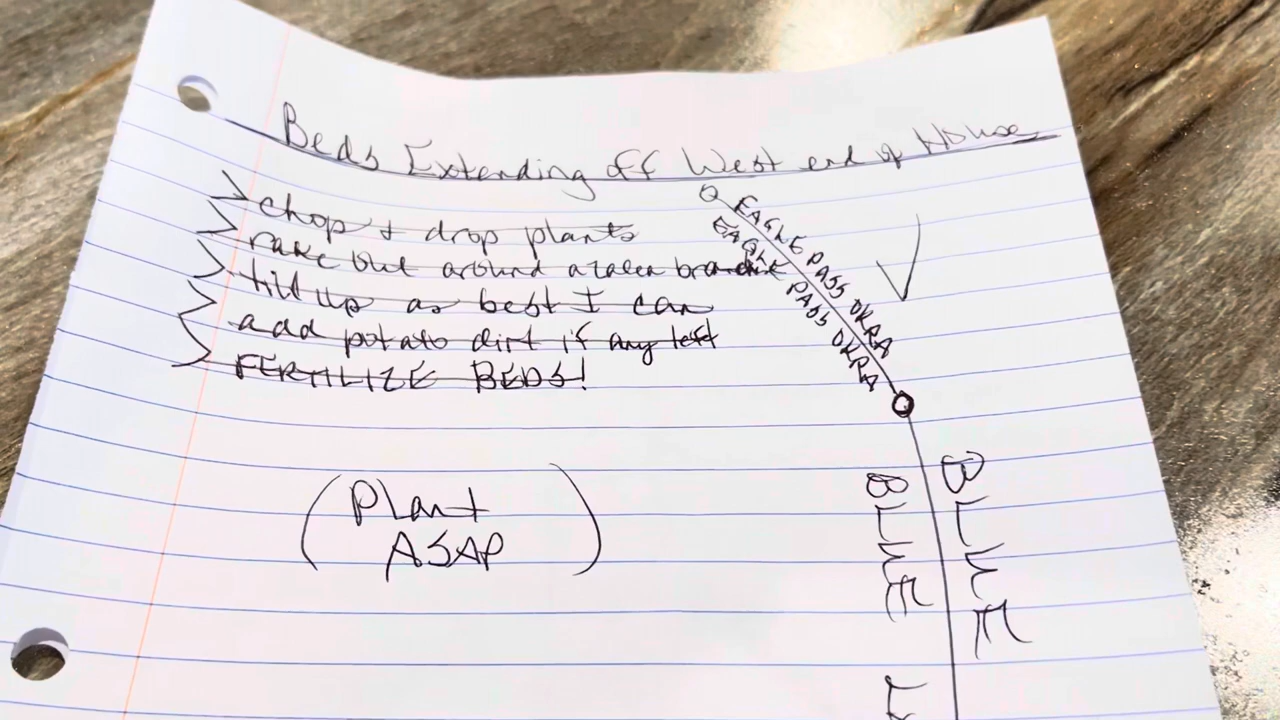 Beds Extending off West end of House
chop + drop plants
rake out around azalea
till up as best I can
add potato dirt if any left
FERTILIZE BEDS!
EAGLE PASS OKRA
EAGLE PASS OKRA
(Plant
ASAP)
BLUE
BLUE